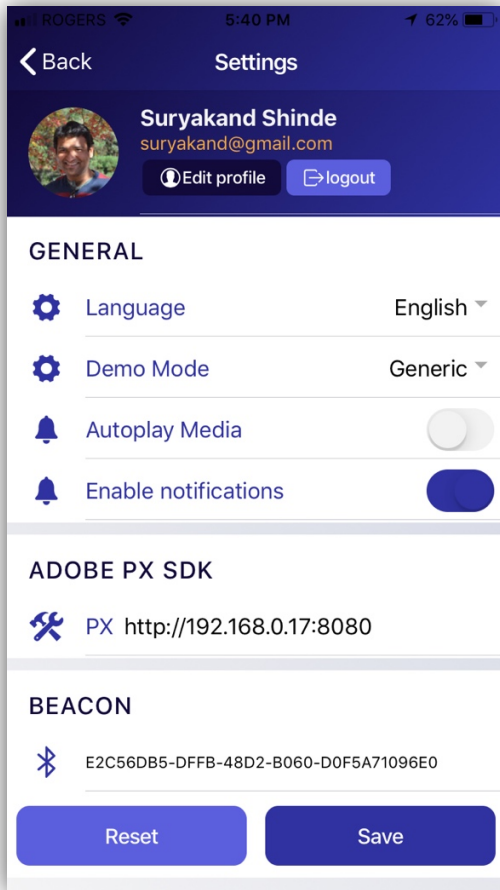 ROGERS 5:40 PM 62%
Back Settings
Suryakand Shinde
suryakand@gmail.com
Edit profile logout
GENERAL
Language English
Demo Mode Generic
Autoplay Media
Enable notifications
ADOBE PX SDK
PX http://192.168.0.17:8080
BEACON
E2C56DB5-DFFB-48D2-B060-D0F5A71096E0
Reset Save